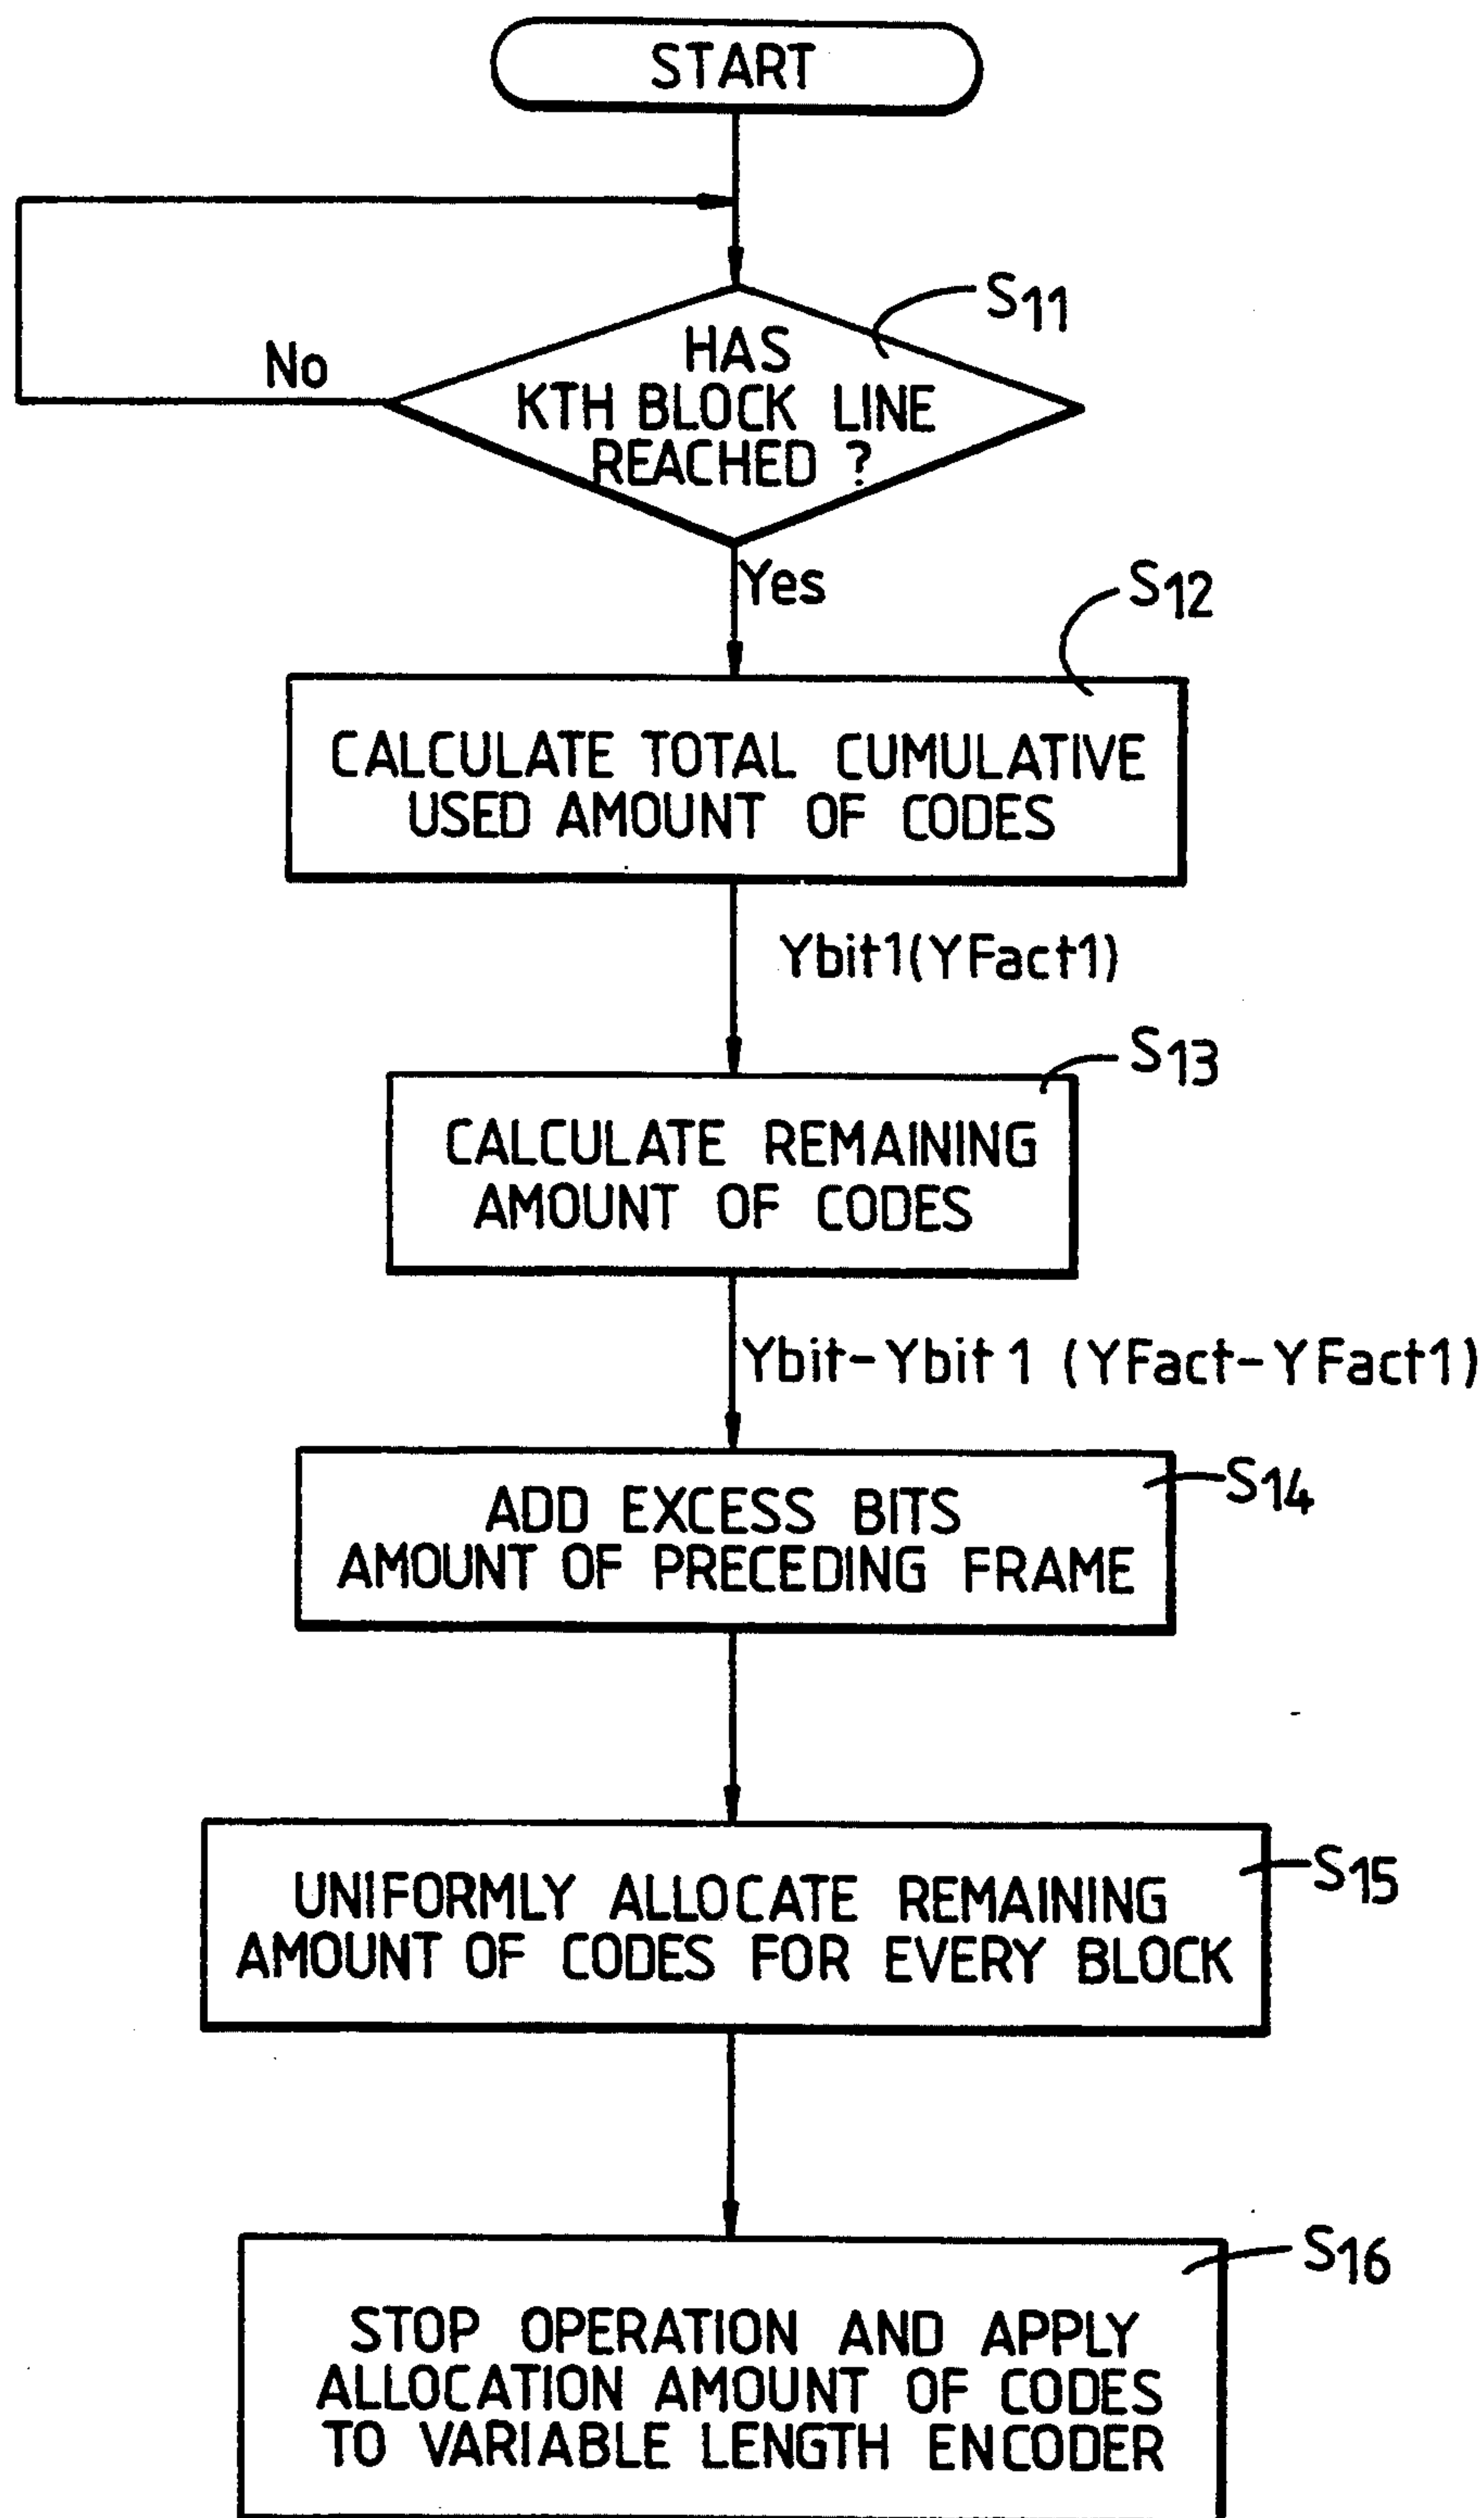 START
S11
HAS
KTH BLOCK LINE
REACHED ?
No
Yes
S12
CALCULATE TOTAL CUMULATIVE
USED AMOUNT OF CODES
Ybit1(YFact1)
S13
CALCULATE REMAINING
AMOUNT OF CODES
Ybit-Ybit 1 (YFact-YFact1)
S14
ADD EXCESS BITS
AMOUNT OF PRECEDING FRAME
S15
UNIFORMLY ALLOCATE REMAINING
AMOUNT OF CODES FOR EVERY BLOCK
S16
STOP OPERATION AND APPLY
ALLOCATION AMOUNT OF CODES
TO VARIABLE LENGTH ENCODER